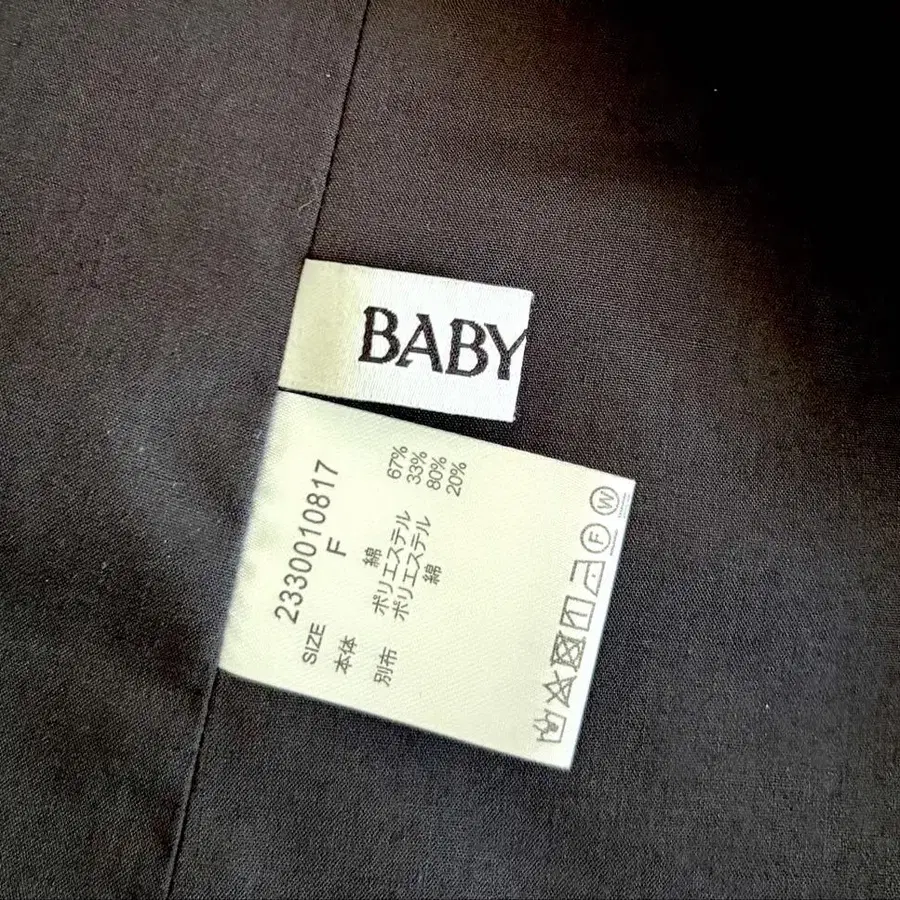 BABY
2330010817
SIZE F
本体 綿 67%
ポリエステル 33%
別布 ポリエステル 80%
綿 20%
F
W